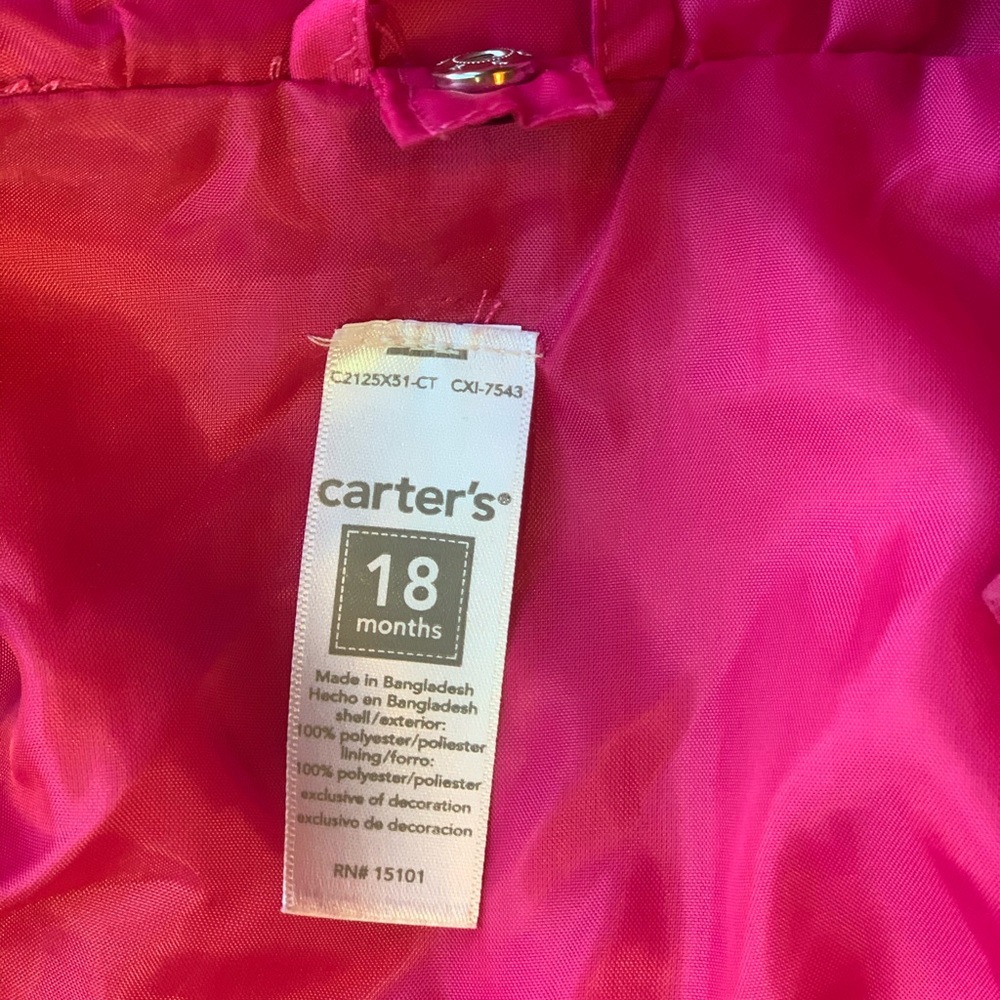 C2125X51-CT CXI-7543
carter's®
18
months
Made in Bangladesh
Hecho en Bangladesh
shell/exterior:
100% polyester/poliester
lining/forro:
100% polyester/poliester
exclusive of decoration
exclusivo de decoracion
RN# 15101